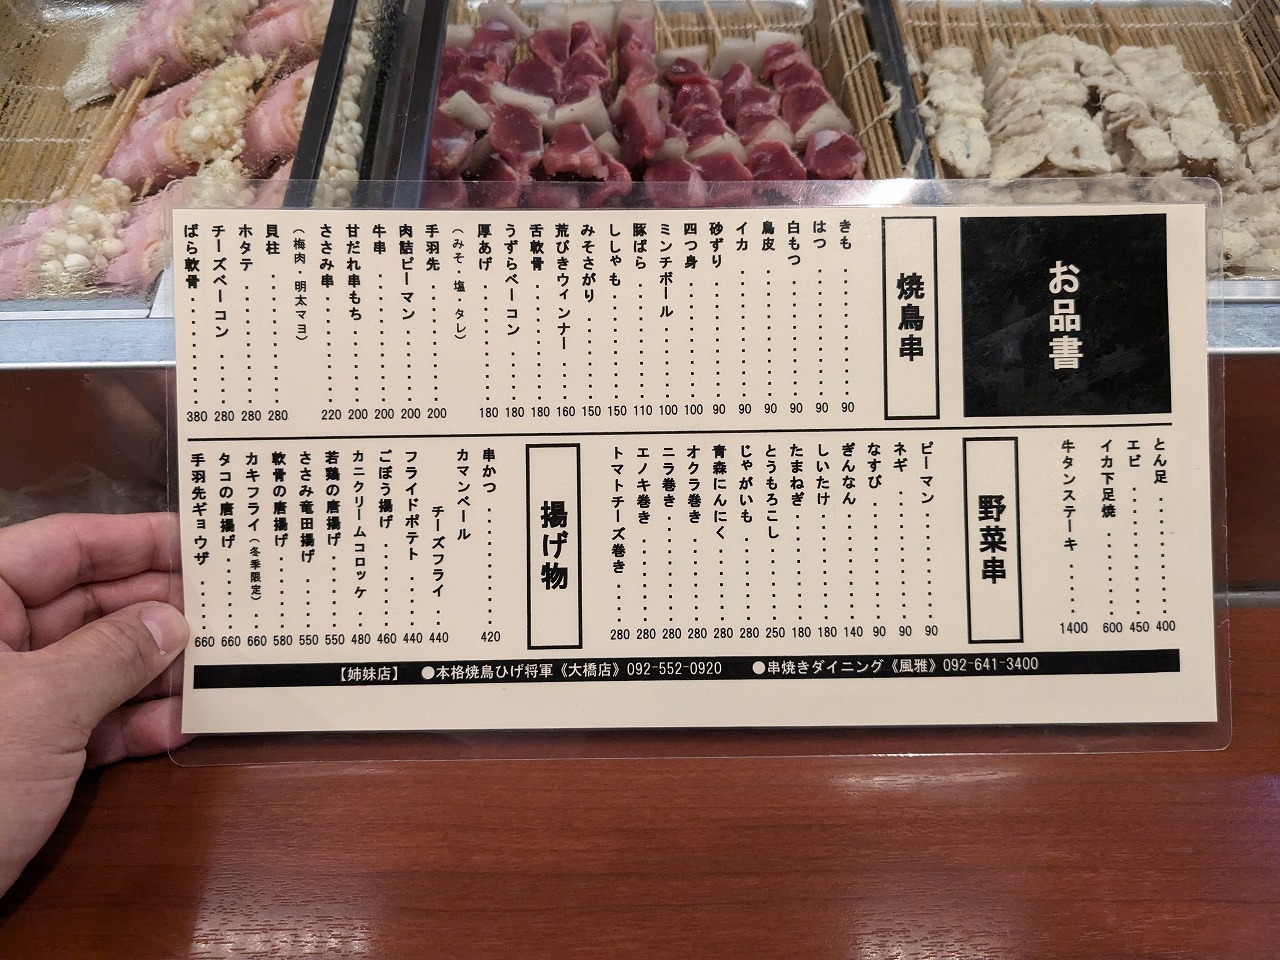 お品書
焼鳥串
きも 90
はつ 90
白もつ 90
鳥皮 90
イカ 90
砂ずり 90
四つ身 100
ミンチボール 100
豚ばら 110
ししゃも 150
みそさがり 150
荒びきウィンナー 160
舌軟骨 180
うずらベーコン 180
厚あげ 180
(みそ・塩・タレ)
手羽先 200
肉詰ピーマン 200
牛串 200
甘だれ串もち 200
ささみ串 220
(梅肉・明太マヨ)
貝柱 280
ホタテ 280
チーズベーコン 280
ばら軟骨 380
とん足 400
エビ 450
イカ下足焼 600
牛タンステーキ 1400
野菜串
ピーマン 90
ネギ 90
なすび 90
ぎんなん 140
しいたけ 180
たまねぎ 180
とうもろこし 250
じゃがいも 280
青森にんにく 280
オクラ巻き 280
ニラ巻き 280
エノキ巻き 280
トマトチーズ巻き 280
揚げ物
串かつ 420
カマンベール
チーズフライ 440
フライドポテト 440
ごぼう揚げ 460
カニクリームコロッケ 480
若鶏の唐揚げ 550
ささみ竜田揚げ 550
軟骨の唐揚げ 580
カキフライ(冬季限定) 660
タコの唐揚げ 660
手羽先ギョウザ 660
【姉妹店】 ●本格焼鳥ひげ将軍《大橋店》092-552-0920 ●串焼きダイニング《風雅》092-641-3400